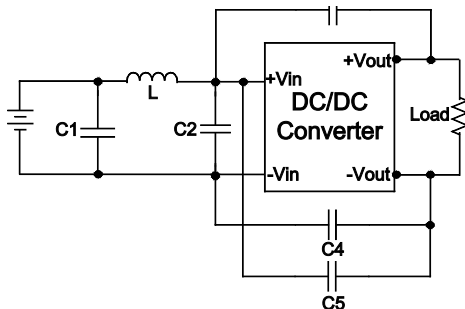 +Vin
+Vout
DC/DC
Converter
L
C1
C2
Load
-Vin
-Vout
C4
C5